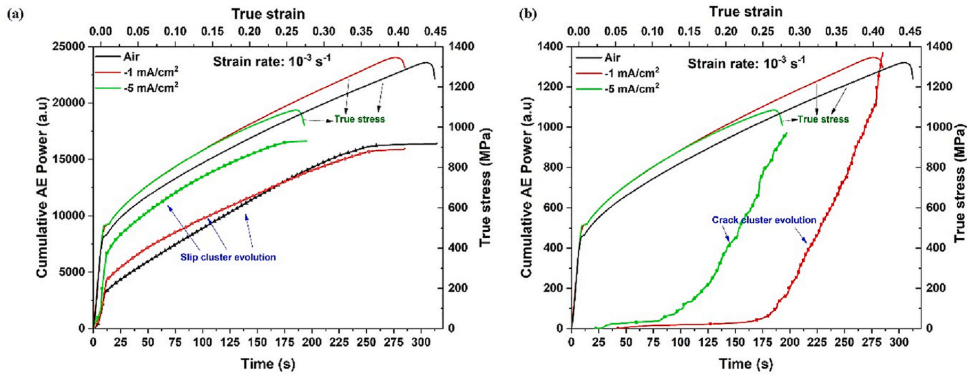 (a)
True strain
0.00 0.05 0.10 0.15 0.20 0.25 0.30 0.35 0.40 0.45
25000
20000
15000
10000
5000
0
Cumulative AE Power (a.u)
Air
-1 mA/cm²
-5 mA/cm²
Strain rate: 10⁻³ s⁻¹
True stress
Slip cluster evolution
1400
1200
1000
800
600
400
200
0
True stress (MPa)
0 25 50 75 100 125 150 175 200 225 250 275 300
Time (s)
(b)
True strain
0.00 0.05 0.10 0.15 0.20 0.25 0.30 0.35 0.40 0.45
1400
1200
1000
800
600
400
200
0
Cumulative AE Power (a.u)
Air
-1 mA/cm²
-5 mA/cm²
Strain rate: 10⁻³ s⁻¹
True stress
Crack cluster evolution
1400
1200
1000
800
600
400
200
0
True stress (MPa)
0 25 50 75 100 125 150 175 200 225 250 275 300
Time (s)